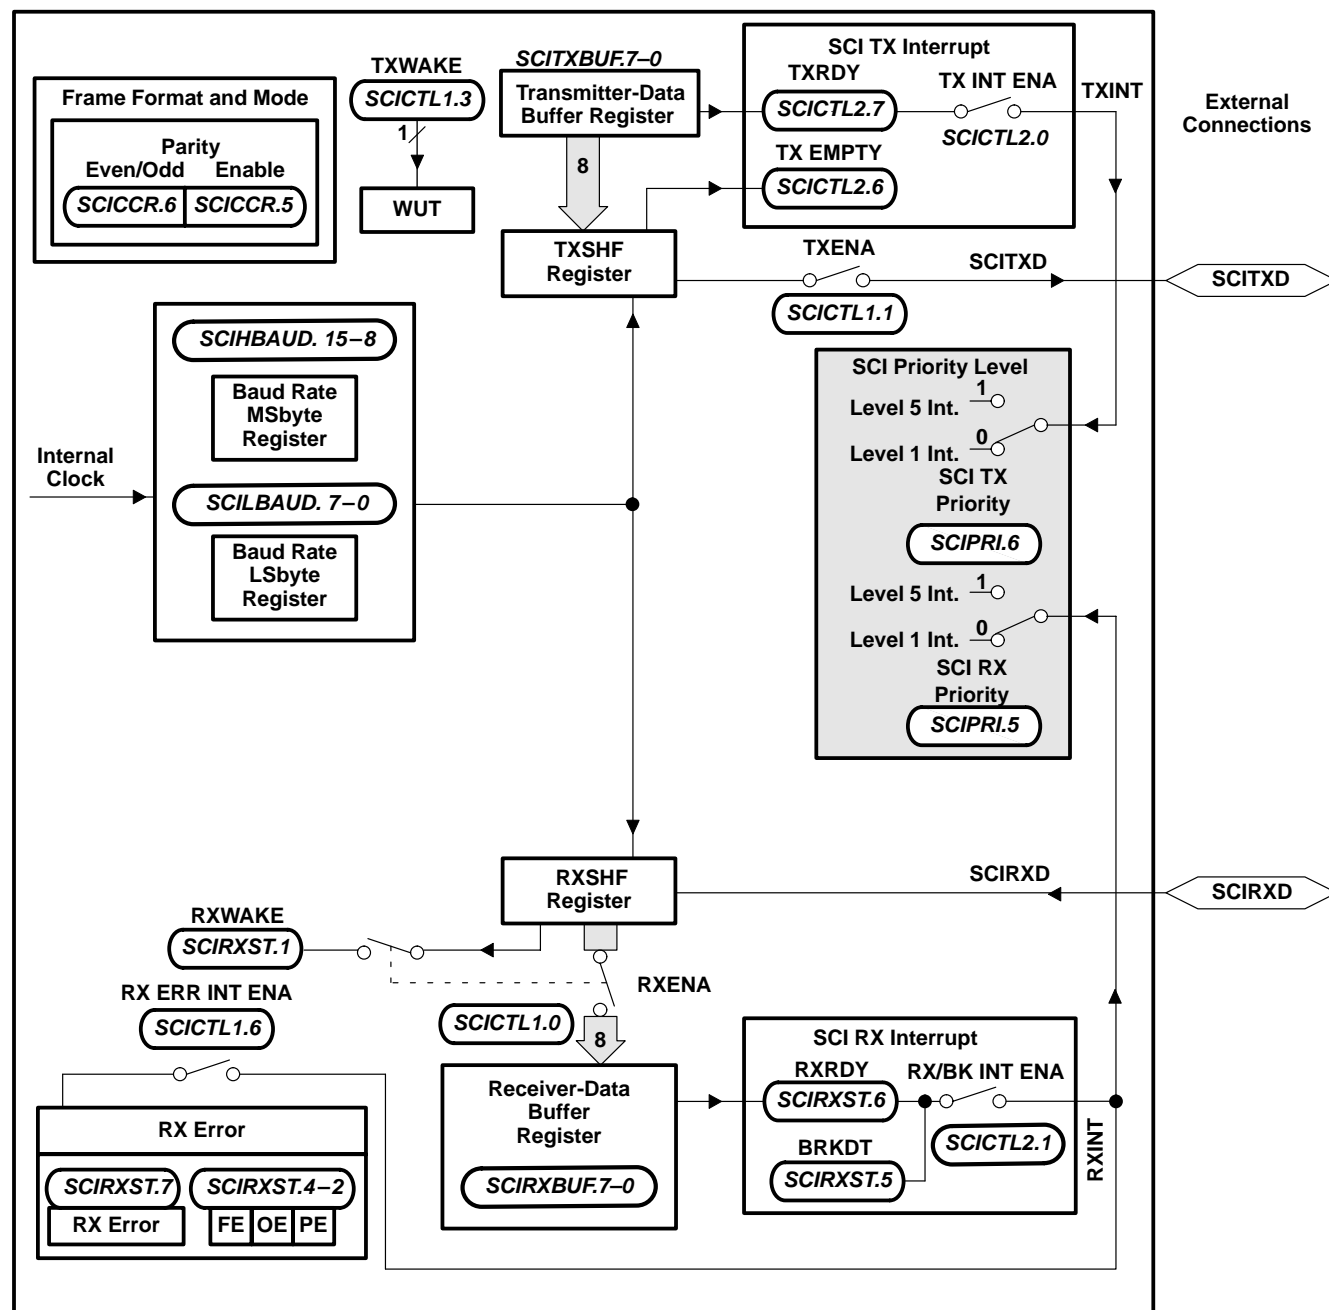 SCITXBUF.7–0
TXWAKE
SCICTL1.3
1
WUT
Frame Format and Mode
Parity
Even/Odd Enable
SCICCR.6 SCICCR.5
Transmitter-Data
Buffer Register
8
TXSHF
Register
SCI TX Interrupt
TXRDY
SCICTL2.7
TX INT ENA
SCICTL2.0
TX EMPTY
SCICTL2.6
TXINT
External
Connections
TXENA
SCICTL1.1
SCITXD
SCITXD
SCIHBAUD. 15–8
Baud Rate
MSbyte
Register
Internal
Clock
SCILBAUD. 7–0
Baud Rate
LSbyte
Register
SCI Priority Level
1
Level 5 Int.
0
Level 1 Int.
SCI TX
Priority
SCIPRI.6
1
Level 5 Int.
0
Level 1 Int.
SCI RX
Priority
SCIPRI.5
RXSHF
Register
SCIRXD
SCIRXD
RXWAKE
SCIRXST.1
RXENA
RX ERR INT ENA
SCICTL1.6
SCICTL1.0
8
Receiver-Data
Buffer
Register
SCIRXBUF.7–0
SCI RX Interrupt
RXRDY
SCIRXST.6
RX/BK INT ENA
SCICTL2.1
BRKDT
SCIRXST.5
RXINT
RX Error
SCIRXST.7 SCIRXST.4–2
RX Error FE OE PE